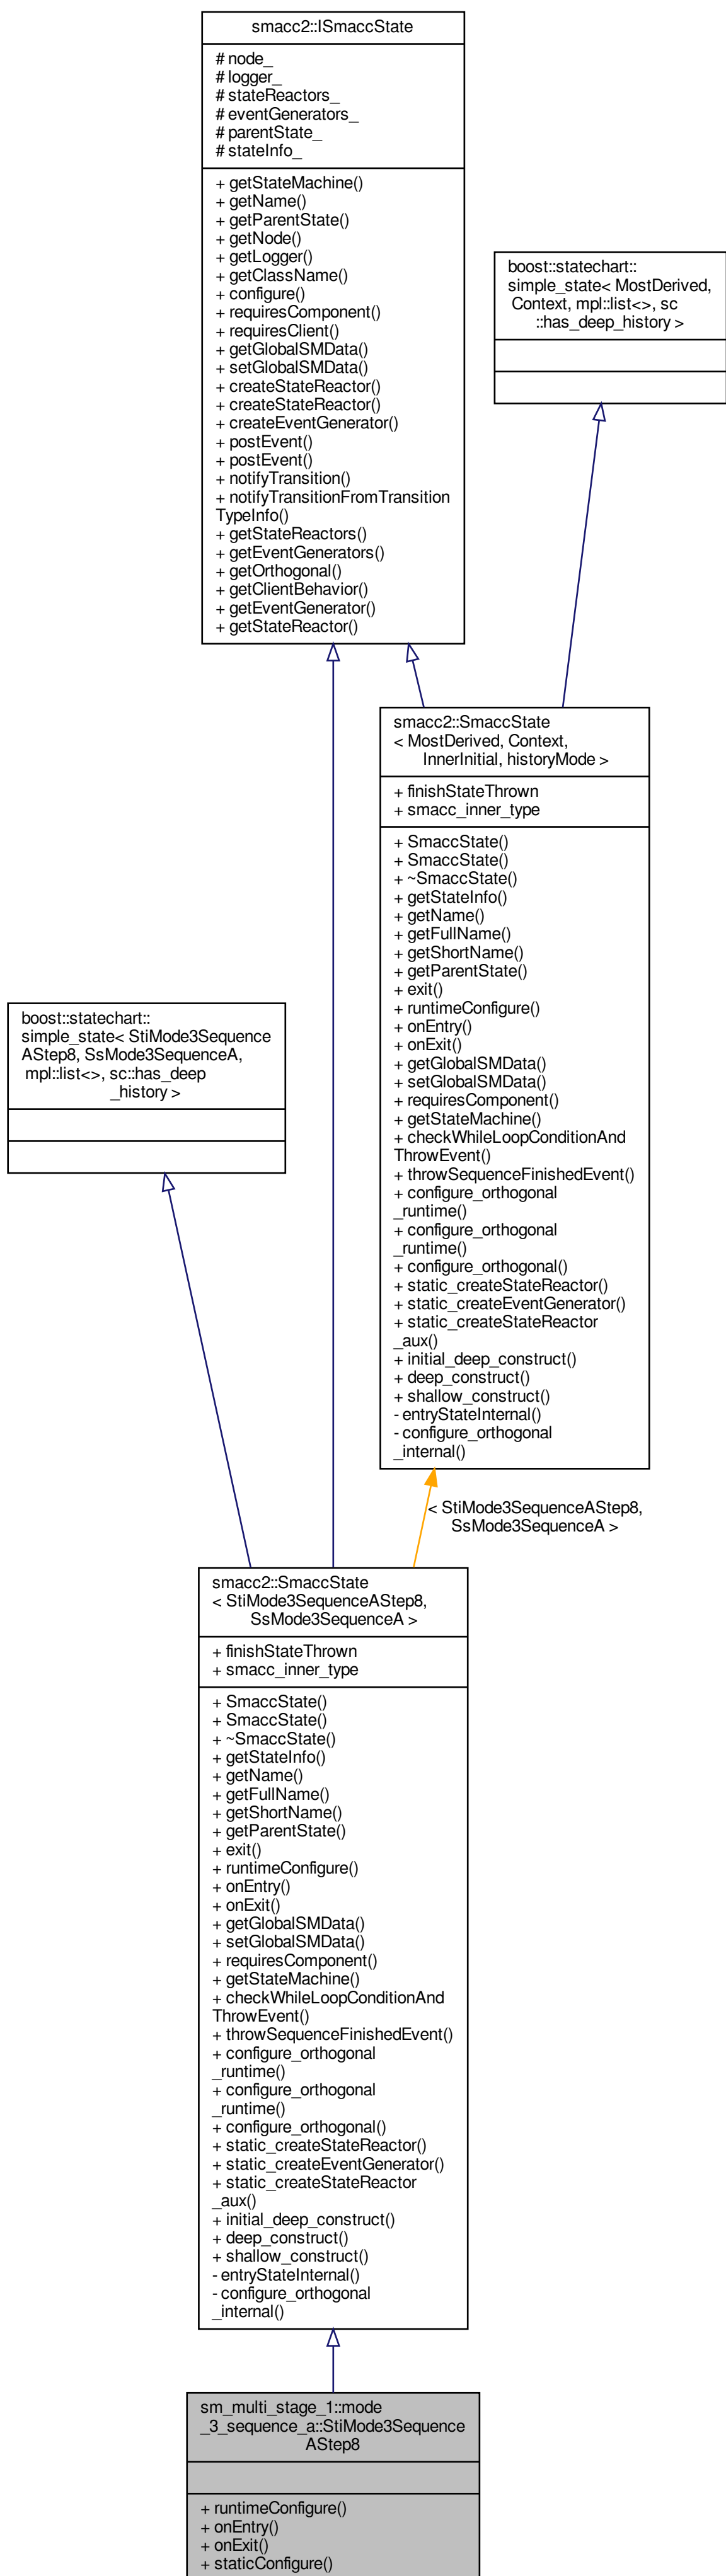 smacc2::ISmaccState
# node_
# logger_
# stateReactors_
# eventGenerators_
# parentState_
# stateInfo_
+ getStateMachine()
+ getName()
+ getParentState()
+ getNode()
+ getLogger()
+ getClassName()
+ configure()
+ requiresComponent()
+ requiresClient()
+ getGlobalSMData()
+ setGlobalSMData()
+ createStateReactor()
+ createStateReactor()
+ createEventGenerator()
+ postEvent()
+ postEvent()
+ notifyTransition()
+ notifyTransitionFromTransition
TypeInfo()
+ getStateReactors()
+ getEventGenerators()
+ getOrthogonal()
+ getClientBehavior()
+ getEventGenerator()
+ getStateReactor()
boost::statechart::
simple_state< MostDerived,
Context, mpl::list<>, sc
::has_deep_history >
smacc2::SmaccState
< MostDerived, Context,
InnerInitial, historyMode >
+ finishStateThrown
+ smacc_inner_type
+ SmaccState()
+ SmaccState()
+ ~SmaccState()
+ getStateInfo()
+ getName()
+ getFullName()
+ getShortName()
+ getParentState()
+ exit()
+ runtimeConfigure()
+ onEntry()
+ onExit()
+ getGlobalSMData()
+ setGlobalSMData()
+ requiresComponent()
+ getStateMachine()
+ checkWhileLoopConditionAnd
ThrowEvent()
+ throwSequenceFinishedEvent()
+ configure_orthogonal
_runtime()
+ configure_orthogonal
_runtime()
+ configure_orthogonal()
+ static_createStateReactor()
+ static_createEventGenerator()
+ static_createStateReactor
_aux()
+ initial_deep_construct()
+ deep_construct()
+ shallow_construct()
- entryStateInternal()
- configure_orthogonal
_internal()
boost::statechart::
simple_state< StiMode3Sequence
AStep8, SsMode3SequenceA,
mpl::list<>, sc::has_deep
_history >
< StiMode3SequenceAStep8,
SsMode3SequenceA >
smacc2::SmaccState
< StiMode3SequenceAStep8,
SsMode3SequenceA >
+ finishStateThrown
+ smacc_inner_type
+ SmaccState()
+ SmaccState()
+ ~SmaccState()
+ getStateInfo()
+ getName()
+ getFullName()
+ getShortName()
+ getParentState()
+ exit()
+ runtimeConfigure()
+ onEntry()
+ onExit()
+ getGlobalSMData()
+ setGlobalSMData()
+ requiresComponent()
+ getStateMachine()
+ checkWhileLoopConditionAnd
ThrowEvent()
+ throwSequenceFinishedEvent()
+ configure_orthogonal
_runtime()
+ configure_orthogonal
_runtime()
+ configure_orthogonal()
+ static_createStateReactor()
+ static_createEventGenerator()
+ static_createStateReactor
_aux()
+ initial_deep_construct()
+ deep_construct()
+ shallow_construct()
- entryStateInternal()
- configure_orthogonal
_internal()
sm_multi_stage_1::mode
_3_sequence_a::StiMode3Sequence
AStep8
+ runtimeConfigure()
+ onEntry()
+ onExit()
+ staticConfigure()